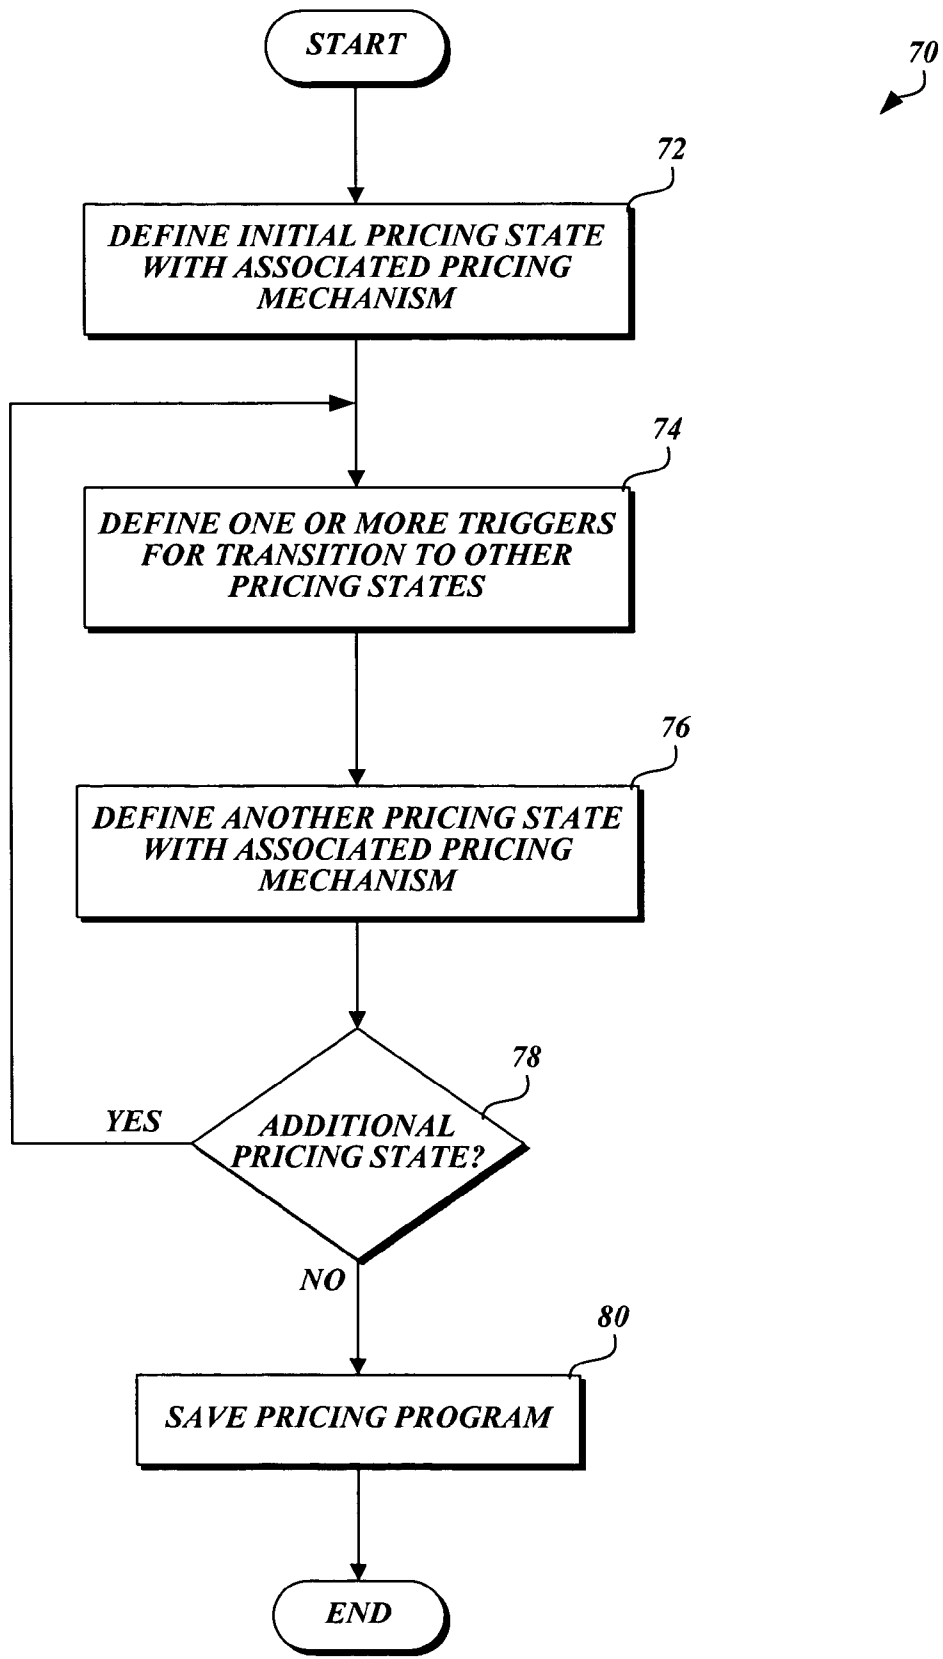 START
70
72
DEFINE INITIAL PRICING STATE
WITH ASSOCIATED PRICING
MECHANISM
74
DEFINE ONE OR MORE TRIGGERS
FOR TRANSITION TO OTHER
PRICING STATES
76
DEFINE ANOTHER PRICING STATE
WITH ASSOCIATED PRICING
MECHANISM
78
YES
ADDITIONAL
PRICING STATE?
NO
80
SAVE PRICING PROGRAM
END